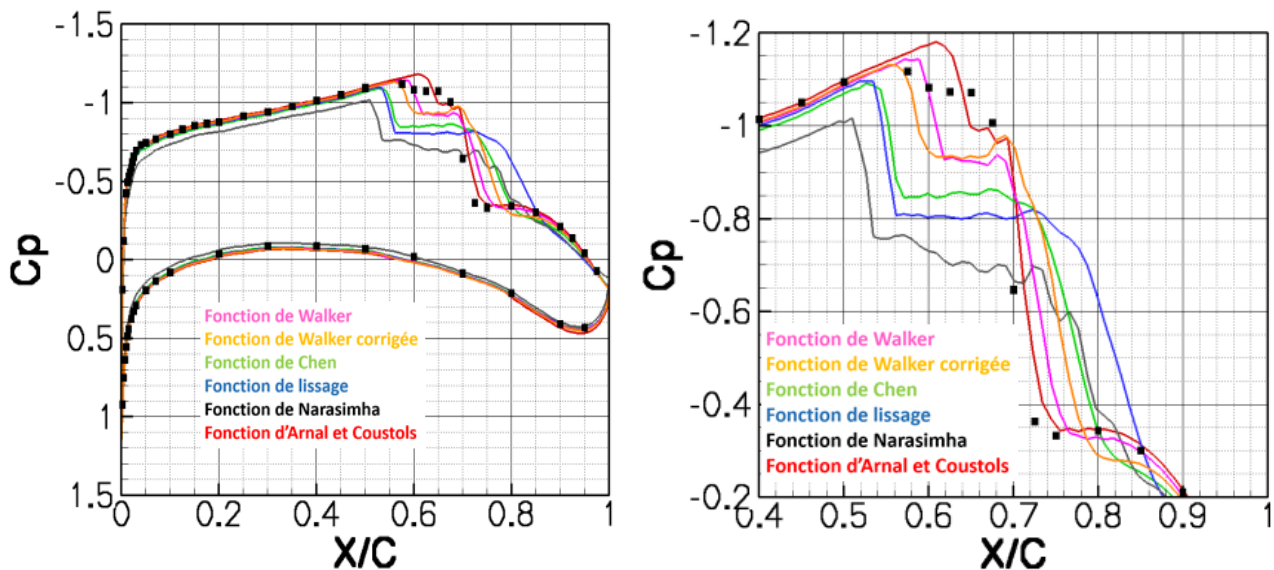 -1.5
-1
-0.5
0
0.5
1
1.5
Cp
0 0.2 0.4 0.6 0.8 1
X/C
Fonction de Walker
Fonction de Walker corrigée
Fonction de Chen
Fonction de lissage
Fonction de Narasimha
Fonction d'Arnal et Coustols
-1.2
-1
-0.8
-0.6
-0.4
-0.2
Cp
0.4 0.5 0.6 0.7 0.8 0.9 1
X/C
Fonction de Walker
Fonction de Walker corrigée
Fonction de Chen
Fonction de lissage
Fonction de Narasimha
Fonction d'Arnal et Coustols